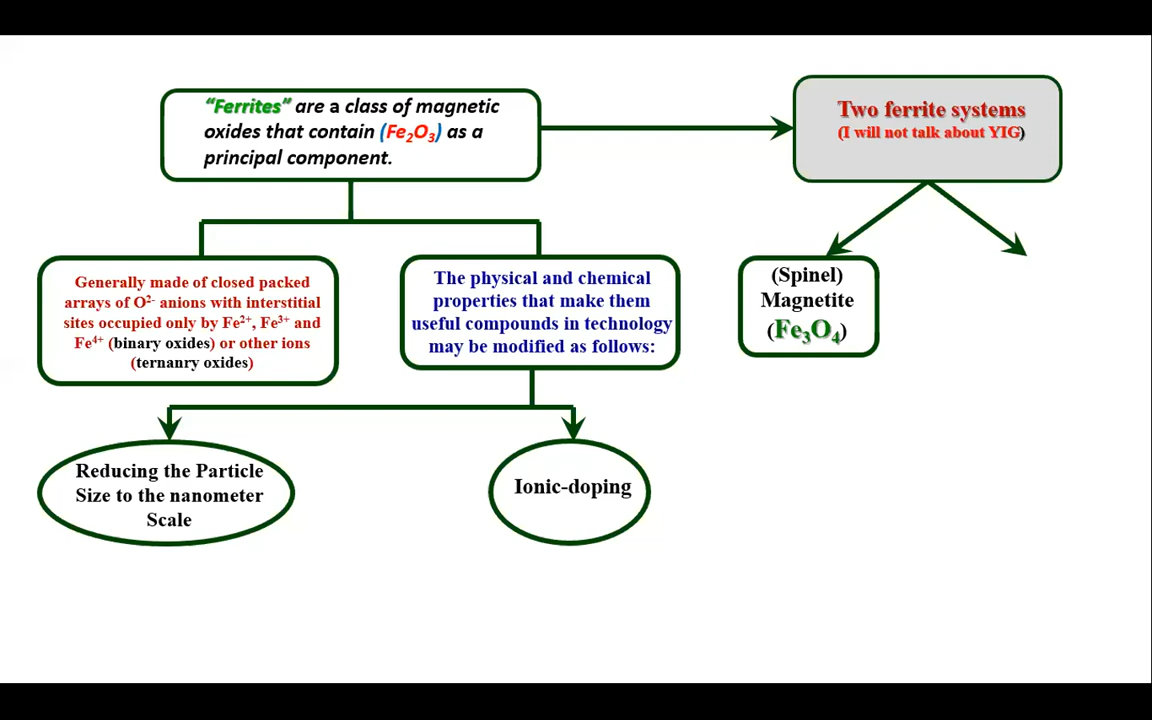 “Ferrites” are a class of magnetic
oxides that contain (Fe₂O₃) as a
principal component.
Two ferrite systems
(I will not talk about YIG)
Generally made of closed packed
arrays of O²⁻ anions with interstitial
sites occupied only by Fe²⁺, Fe³⁺ and
Fe⁴⁺ (binary oxides) or other ions
(ternanry oxides)
The physical and chemical
properties that make them
useful compounds in technology
may be modified as follows:
(Spinel)
Magnetite
(Fe₃O₄)
Reducing the Particle
Size to the nanometer
Scale
Ionic-doping